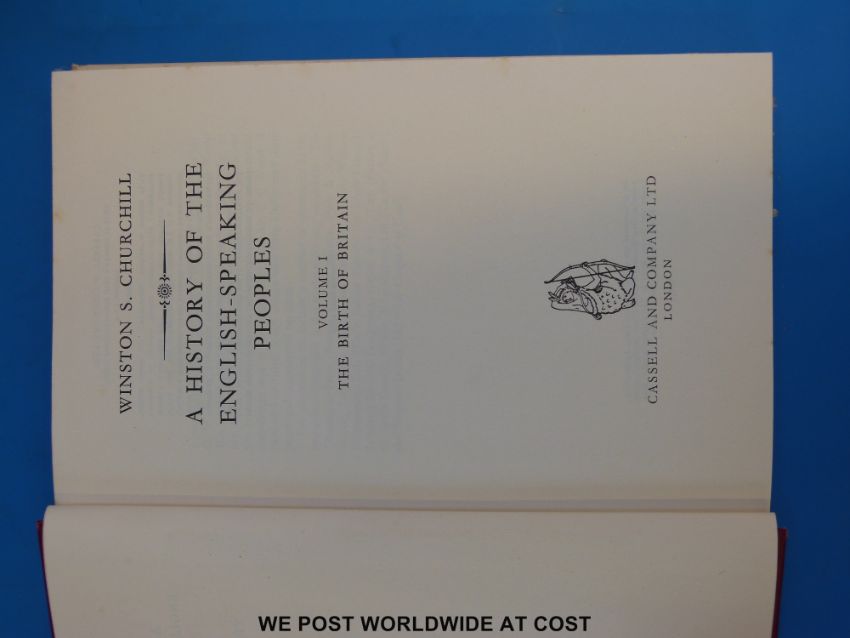 WINSTON S. CHURCHILL
A HISTORY OF THE
ENGLISH-SPEAKING
PEOPLES
VOLUME I
THE BIRTH OF BRITAIN
CASSELL AND COMPANY LTD
LONDON
WE POST WORLDWIDE AT COST